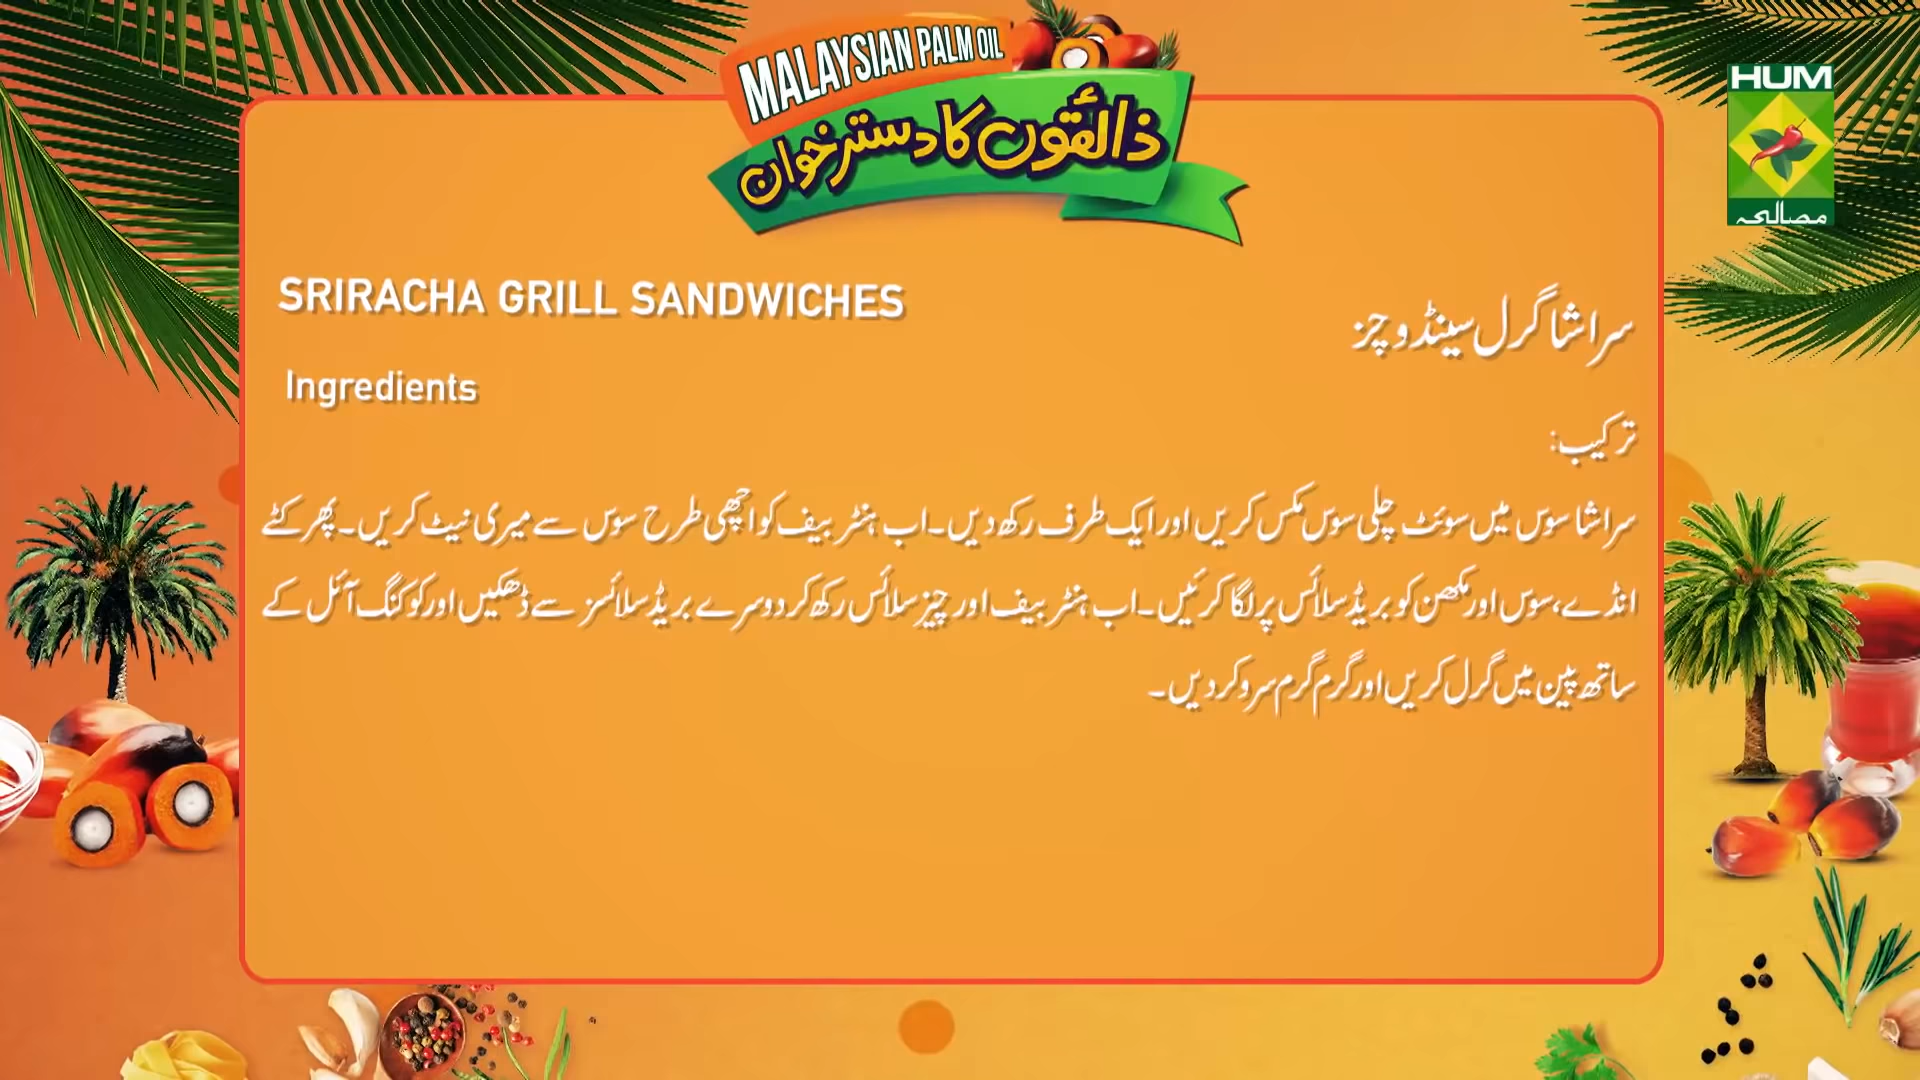 MALAYSIAN PALM OIL
ذائقوں کا دسترخوان
HUM
مصالحہ
SRIRACHA GRILL SANDWICHES
سراشا گرل سینڈوچز
Ingredients
ترکیب:
سراشا سوس میں سوئٹ چلی سوس مکس کریں اور ایک طرف رکھ دیں۔ اب ہنٹر بیف کو اچھی طرح سوس سے میری نیٹ کریں۔ پھر کٹے
انڈے، سوس اور مکھن کو بریڈ سلائس پر لگا کرئیں۔ اب ہنٹر بیف اور چیز سلائس رکھ کر دوسرے بریڈ سلائسز سے ڈھکیں اور کوکنگ آئل کے
ساتھ پین میں گرل کریں اور گرم گرم سرو کر دیں۔